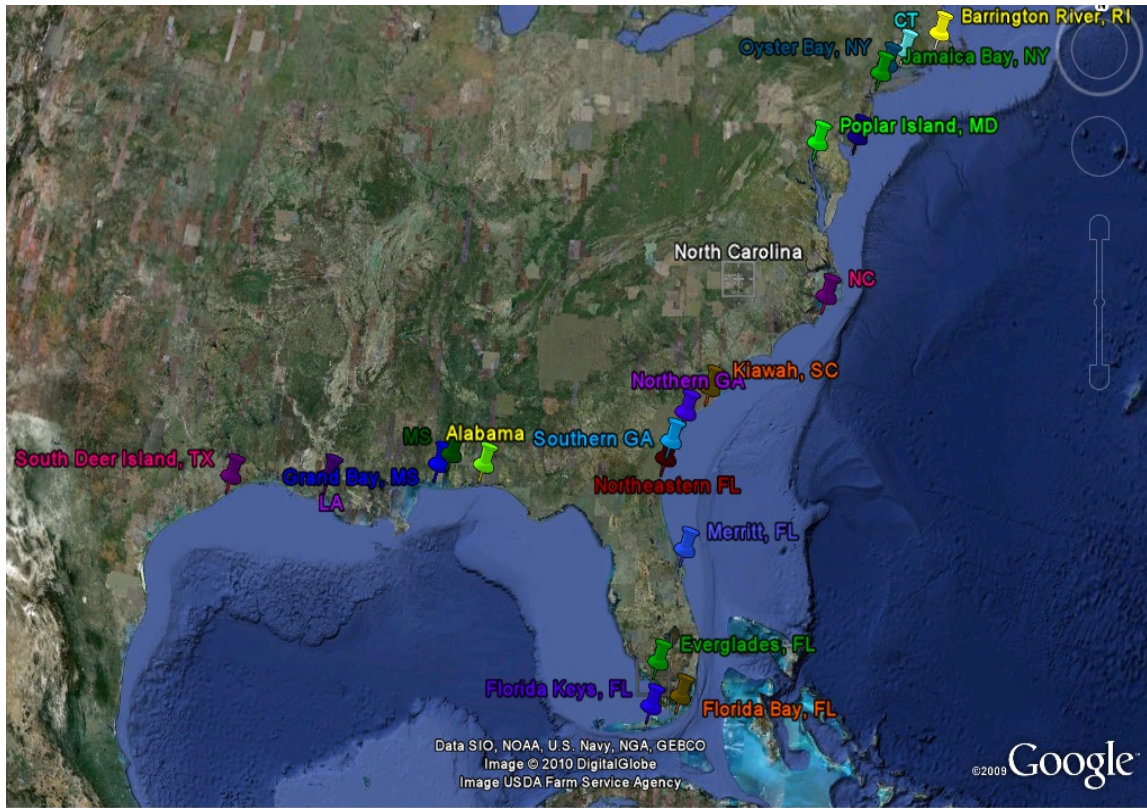 N
Barrington River, RI
CT
Oyster Bay, NY
Jamaica Bay, NY
Poplar Island, MD
North Carolina
NC
Kiawah, SC
Northern GA
MS
Alabama
Southern GA
South Deer Island, TX
Grand Bay, MS
Northeastern FL
LA
Merritt, FL
Everglades, FL
Florida Keys, FL
Florida Bay, FL
Data SIO, NOAA, U.S. Navy, NGA, GEBCO
Image © 2010 DigitalGlobe
Image USDA Farm Service Agency
©2009 Google